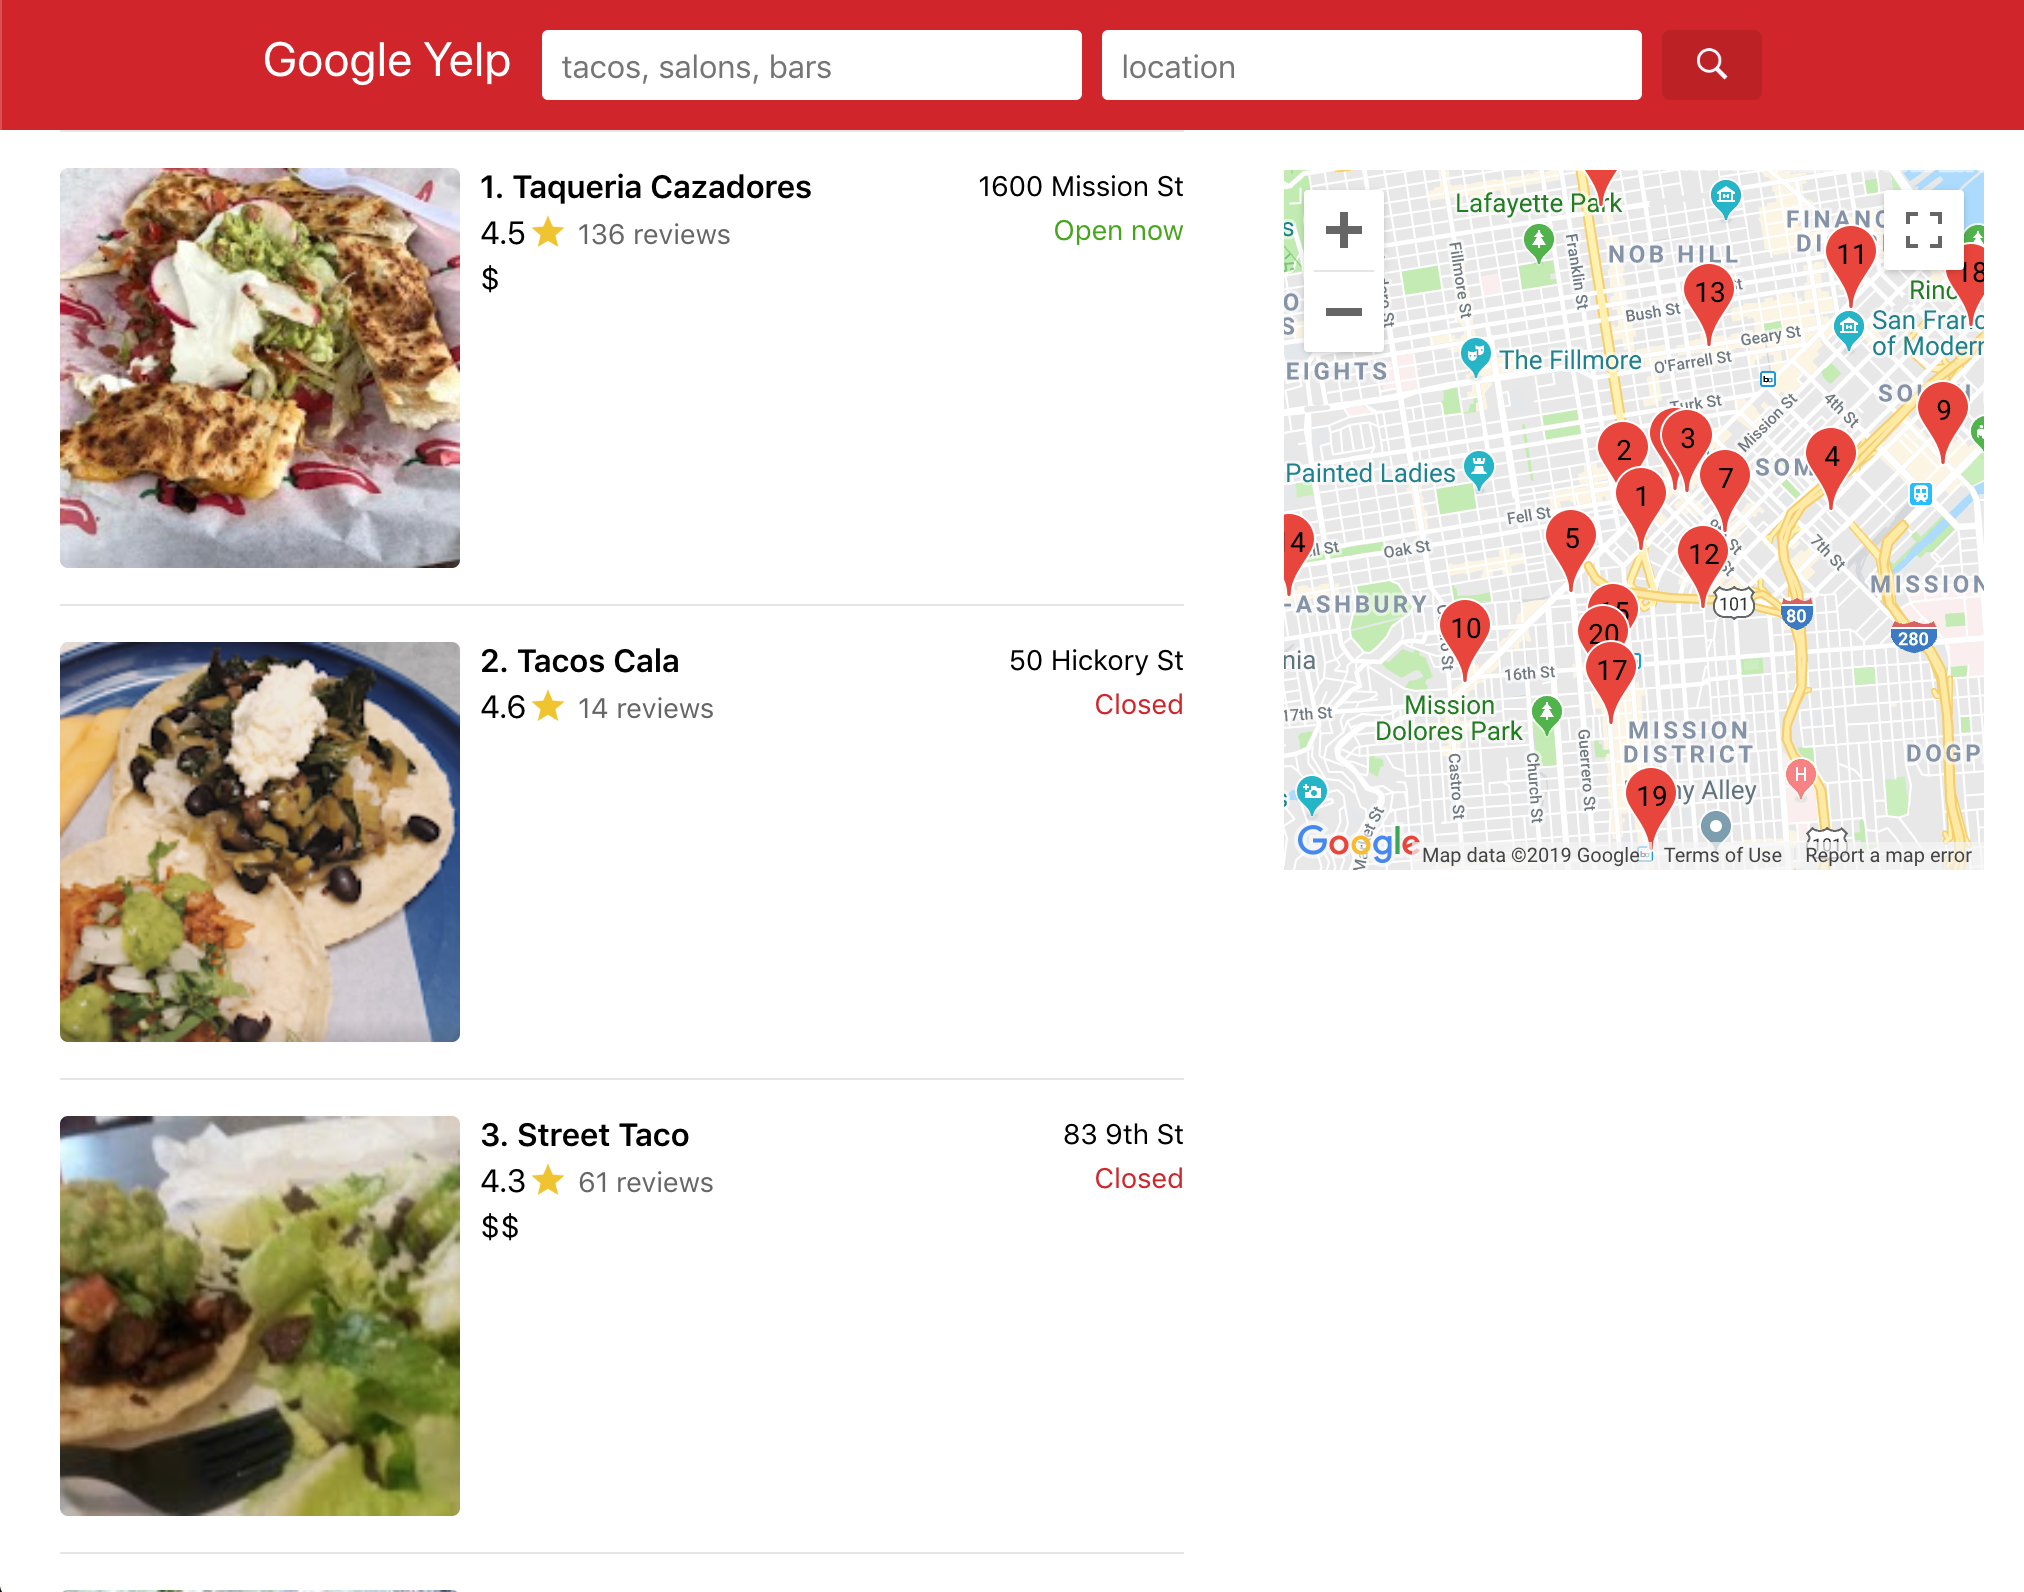 Google Yelp
tacos, salons, bars
location
1. Taqueria Cazadores
1600 Mission St
4.5 136 reviews
Open now
$
2. Tacos Cala
50 Hickory St
4.6 14 reviews
Closed
3. Street Taco
83 9th St
4.3 61 reviews
Closed
$$
Lafayette Park
NOB HILL
11
18
13
Fillmore St
Franklin St
Bush St
Geary St
O'Farrell St
The Fillmore
EIGHTS
San Franc
of Modern
Turk St
Mission St
4th St
9
2
3
4
7
1
Painted Ladies
Fell St
Oak St
5
12
7th St
4
-ASHBURY
MISSION
101
80
280
15
20
17
10
16th St
17th St
Mission
Dolores Park
MISSION
DISTRICT
DOGP
Castro St
Church St
Guerrero St
H
19
ny Alley
101
Google
Map data ©2019 Google
Terms of Use
Report a map error